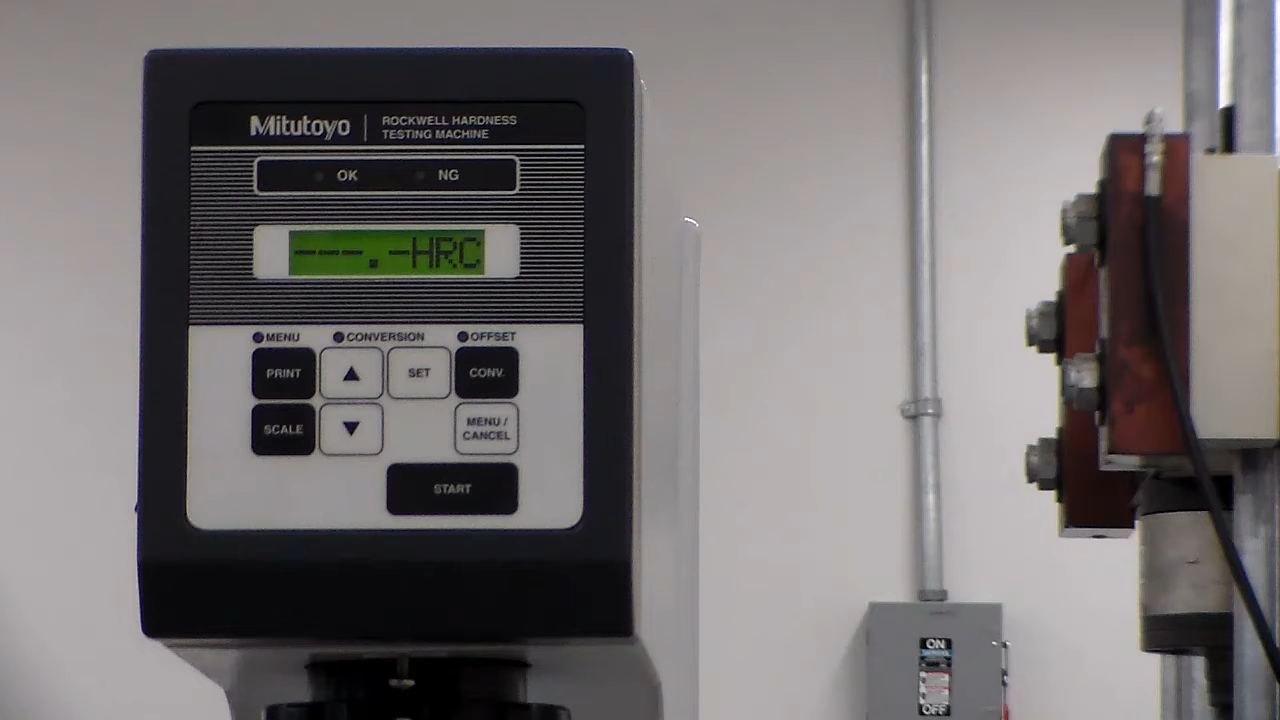 Mitutoyo
ROCKWELL HARDNESS
TESTING MACHINE
OK NG
---.-HRC
MENU CONVERSION OFFSET
PRINT ▲ SET CONV.
SCALE ▼ MENU /
CANCEL
START
ON
OFF